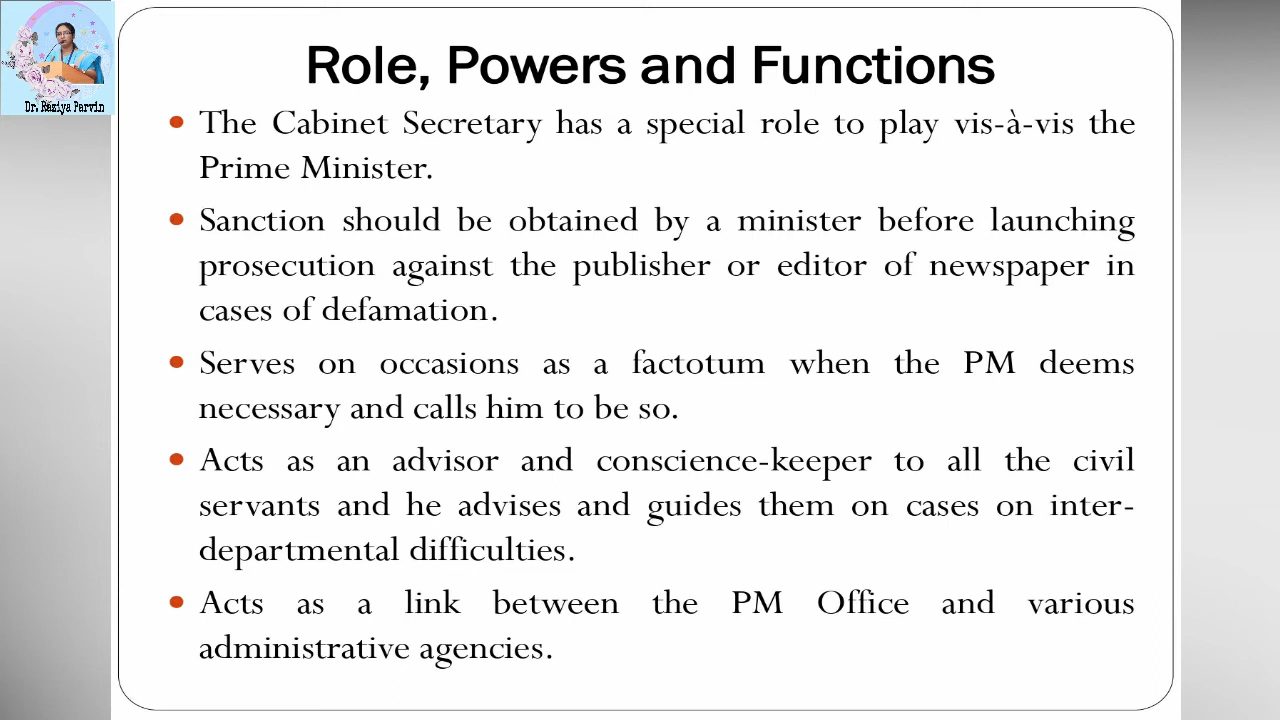 Dr. Raziya Parvin
Role, Powers and Functions
• The Cabinet Secretary has a special role to play vis-à-vis the
Prime Minister.
• Sanction should be obtained by a minister before launching
prosecution against the publisher or editor of newspaper in
cases of defamation.
• Serves on occasions as a factotum when the PM deems
necessary and calls him to be so.
• Acts as an advisor and conscience-keeper to all the civil
servants and he advises and guides them on cases on inter-
departmental difficulties.
• Acts as a link between the PM Office and various
administrative agencies.